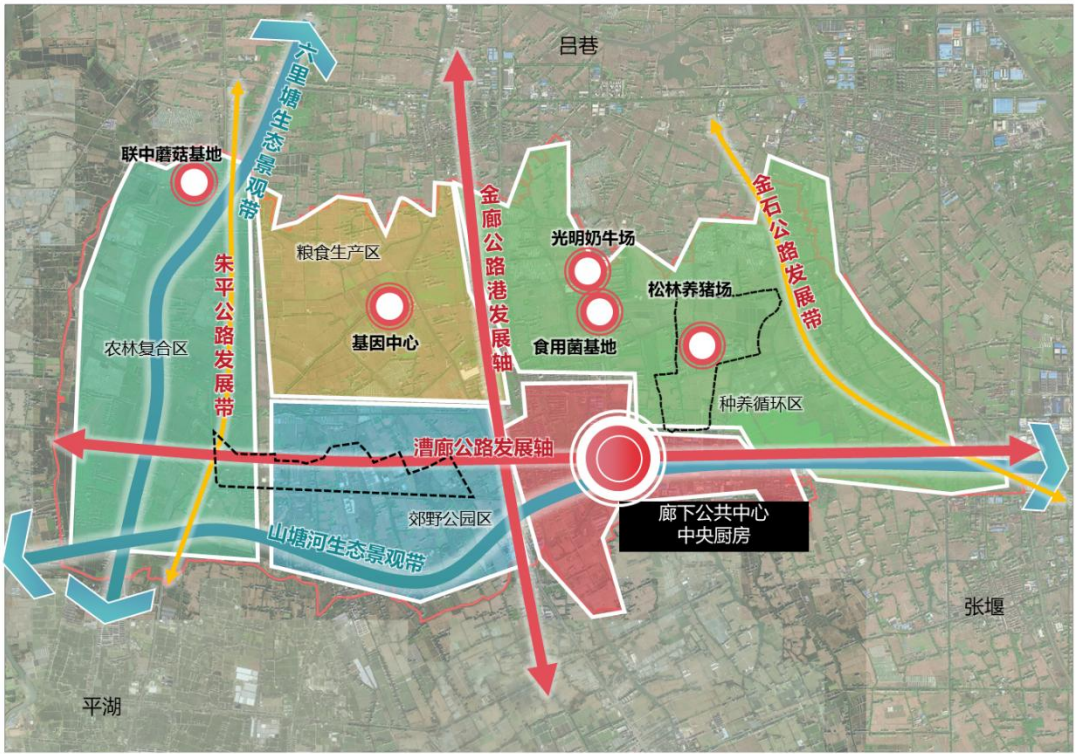 吕巷
六里塘生态景观带
联中蘑菇基地
金廊公路港发展轴
金石公路发展带
粮食生产区
光明奶牛场
朱平公路发展带
松林养猪场
基因中心
食用菌基地
农林复合区
种养循环区
漕廊公路发展轴
郊野公园区
廊下公共中心
中央厨房
山塘河生态景观带
张堰
平湖